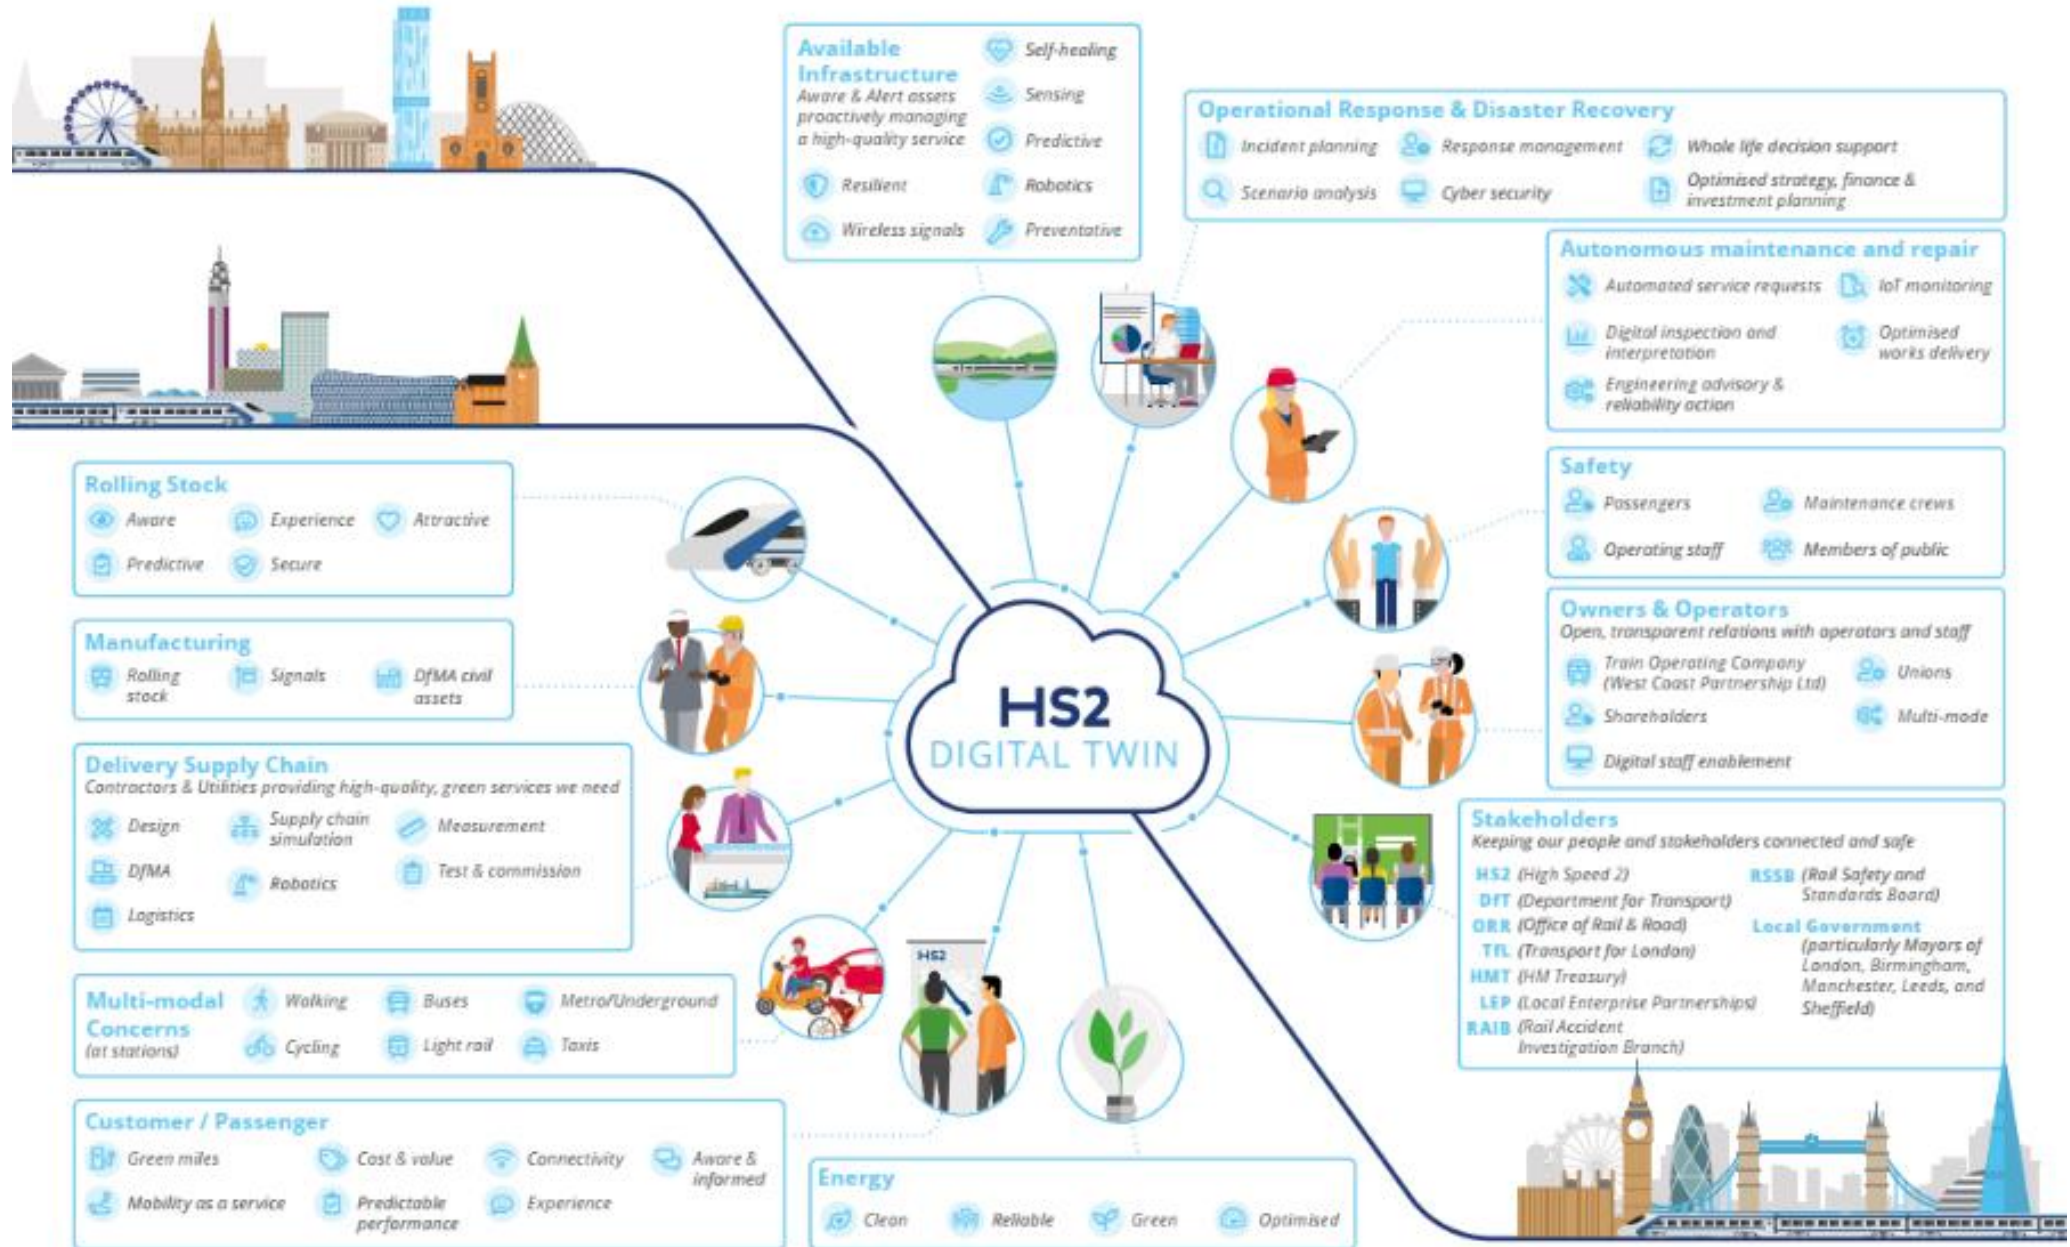 Available
Infrastructure
Aware & Alert assets
proactively managing
a high-quality service
Resilient
Wireless signals
Self-healing
Sensing
Predictive
Robotics
Preventative
Operational Response & Disaster Recovery
Incident planning
Response management
Whole life decision support
Scenario analysis
Cyber security
Optimised strategy, finance &
investment planning
Autonomous maintenance and repair
Automated service requests
IoT monitoring
Digital inspection and
interpretation
Optimised
works delivery
Engineering advisory &
reliability action
Safety
Passengers
Maintenance crews
Operating staff
Members of public
Owners & Operators
Open, transparent relations with operators and staff
Train Operating Company
(West Coast Partnership Ltd)
Unions
Shareholders
Multi-mode
Digital staff enablement
Stakeholders
Keeping our people and stakeholders connected and safe
HS2 (High Speed 2)
DfT (Department for Transport)
ORR (Office of Rail & Road)
TfL (Transport for London)
HMT (HM Treasury)
LEP (Local Enterprise Partnerships)
RAIB (Rail Accident
Investigation Branch)
RSSB (Rail Safety and
Standards Board)
Local Government
(particularly Mayors of
London, Birmingham,
Manchester, Leeds, and
Sheffield)
Rolling Stock
Aware
Experience
Attractive
Predictive
Secure
Manufacturing
Rolling
stock
Signals
DfMA civil
assets
Delivery Supply Chain
Contractors & Utilities providing high-quality, green services we need
Design
Supply chain
simulation
Measurement
DfMA
Robotics
Test & commission
Logistics
Multi-modal
Concerns
(at stations)
Walking
Buses
Metro/Underground
Cycling
Light rail
Taxis
Customer / Passenger
Green miles
Cost & value
Connectivity
Aware &
informed
Mobility as a service
Predictable
performance
Experience
Energy
Clean
Reliable
Green
Optimised
HS2
DIGITAL TWIN
HS2